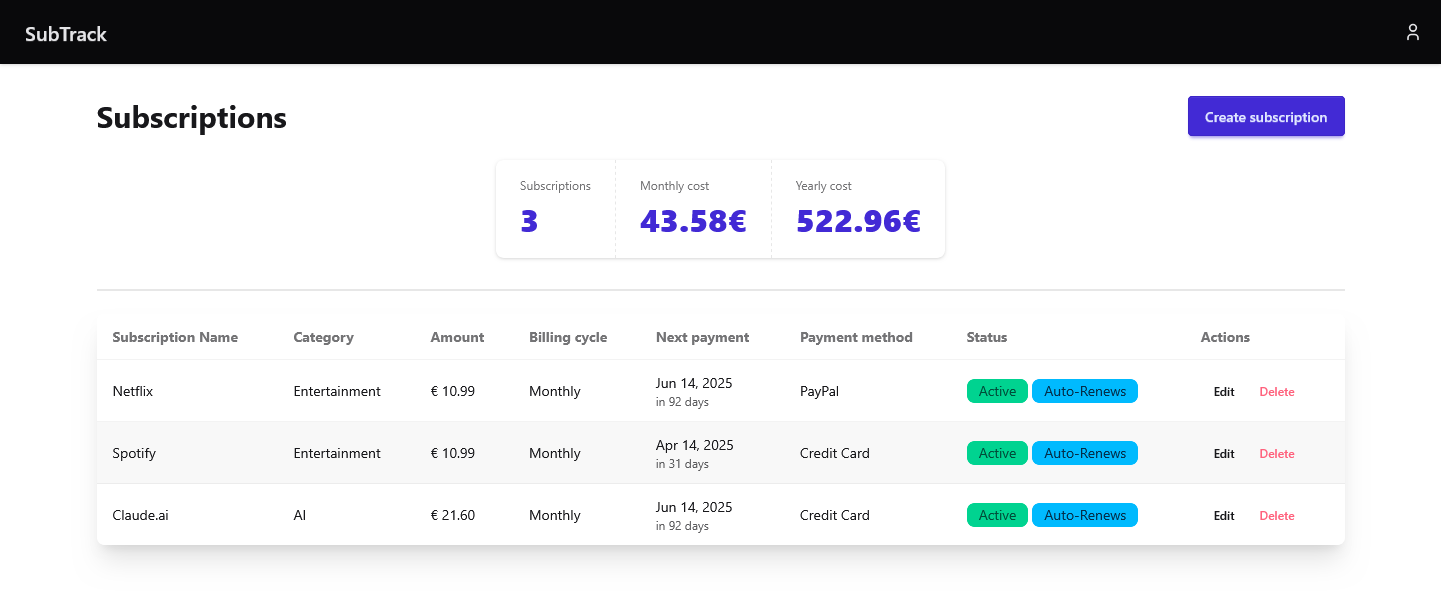 SubTrack
Subscriptions
Create subscription
Subscriptions Monthly cost Yearly cost
3 43.58€ 522.96€
Subscription Name Category Amount Billing cycle Next payment Payment method Status Actions
Netflix Entertainment € 10.99 Monthly Jun 14, 2025 PayPal Active Auto-Renews Edit Delete
in 92 days
Spotify Entertainment € 10.99 Monthly Apr 14, 2025 Credit Card Active Auto-Renews Edit Delete
in 31 days
Claude.ai AI € 21.60 Monthly Jun 14, 2025 Credit Card Active Auto-Renews Edit Delete
in 92 days